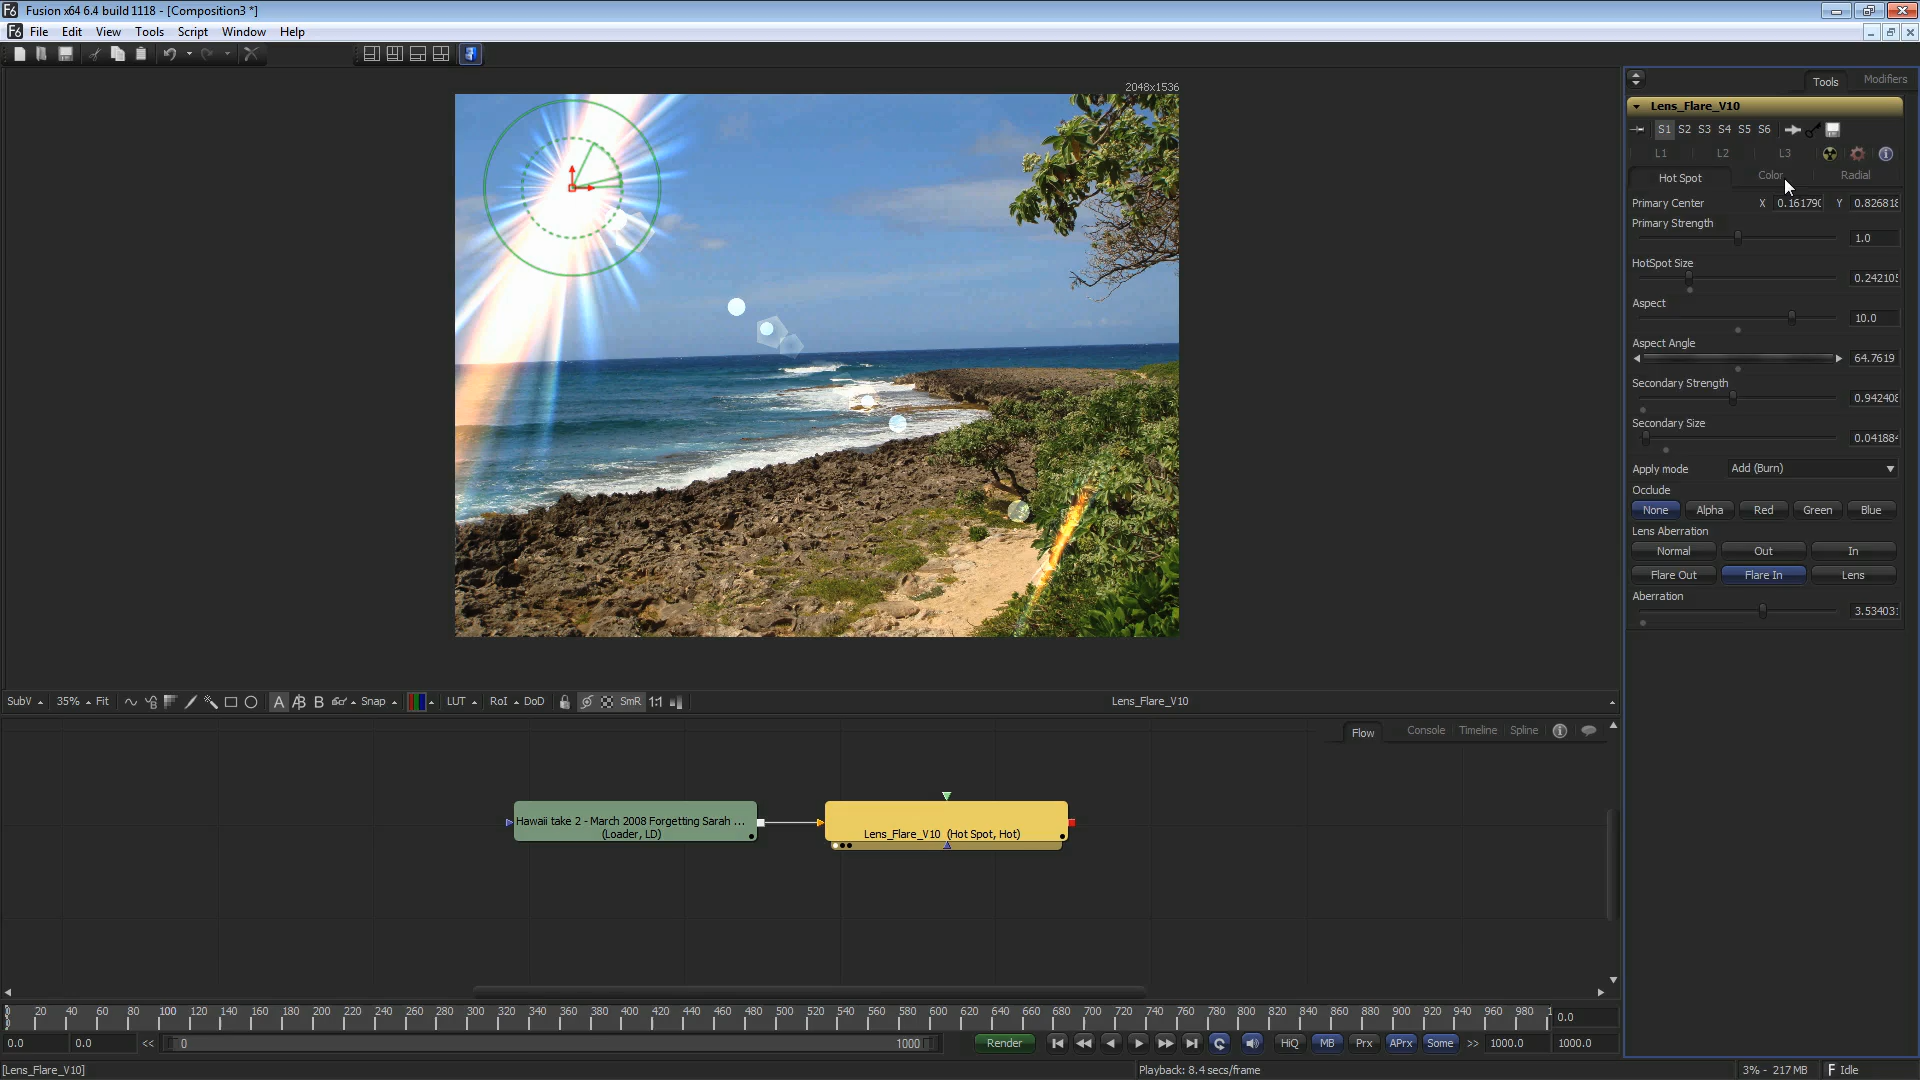 Fusion x64 6.4 build 1118 - [Composition3 *]
File Edit View Tools Script Window Help
2048x1536
Tools Modifiers
Lens_Flare_V10
S1 S2 S3 S4 S5 S6
L1 L2 L3
Hot Spot Color Radial
Primary Center X 0.161790 Y 0.826818
Primary Strength
1.0
HotSpot Size
0.242105
Aspect
10.0
Aspect Angle
64.7619
Secondary Strength
0.942408
Secondary Size
0.041884
Apply mode Add (Burn)
Occlude
None Alpha Red Green Blue
Lens Aberration
Normal Out In
Flare Out Flare In Lens
Aberration
3.534031
SubV 35% Fit A B Snap LUT RoI DoD SmR 1:1 Lens_Flare_V10
Flow Console Timeline Spline
Hawaii take 2 - March 2008 Forgetting Sarah ...
(Loader, LD)
Lens_Flare_V10 (Hot Spot, Hot)
0 20 40 60 80 100 120 140 160 180 200 220 240 260 280 300 320 340 360 380 400 420 440 460 480 500 520 540 560 580 600 620 640 660 680 700 720 740 760 780 800 820 840 860 880 900 920 940 960 980 1 0.0
0.0 0.0 << 0 1000 Render HiQ MB Prx APrx Some >> 1000.0 1000.0
[Lens_Flare_V10] Playback: 8.4 secs/frame 3% - 217 MB Idle